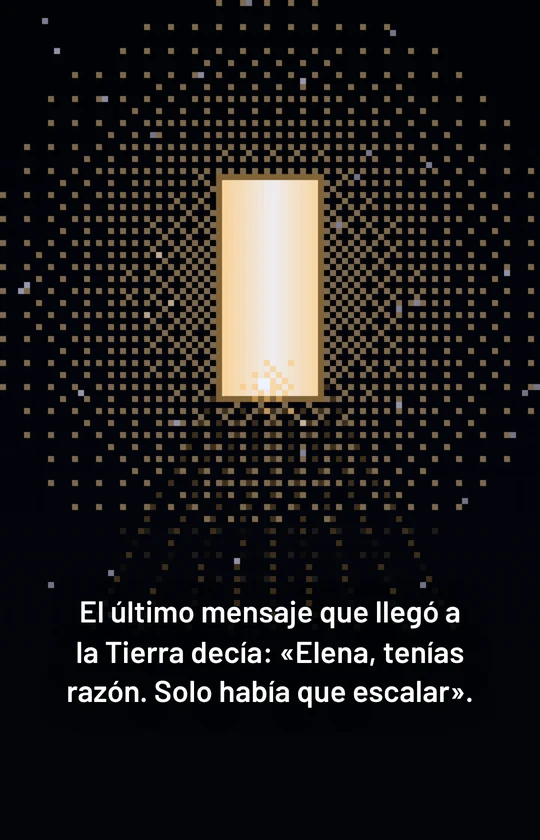 El último mensaje que llegó a
la Tierra decía: «Elena, tenías
razón. Solo había que escalar».